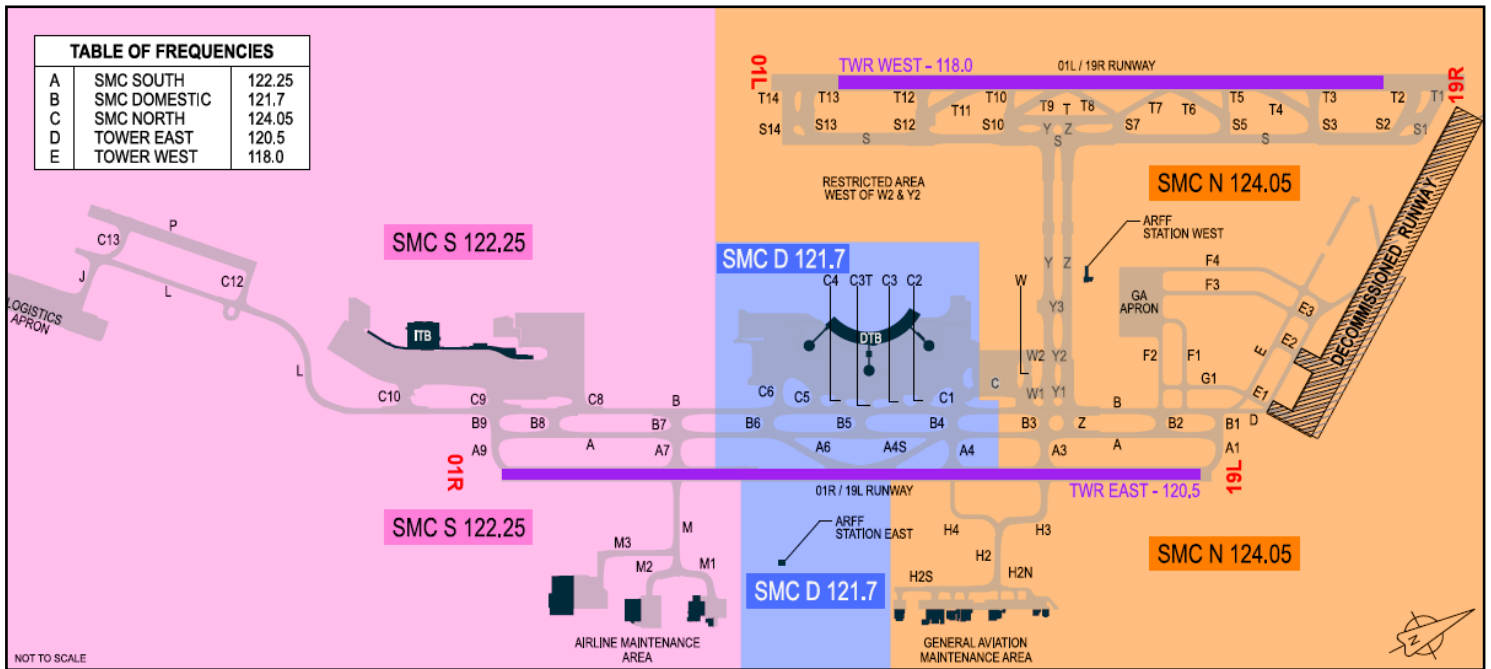 TABLE OF FREQUENCIES
A SMC SOUTH 122.25
B SMC DOMESTIC 121.7
C SMC NORTH 124.05
D TOWER EAST 120.5
E TOWER WEST 118.0
01L
TWR WEST - 118.0
01L / 19R RUNWAY
19R
T14 T13 T12 T11 T10 T9 T T8 T7 T6 T5 T4 T3 T2 T1
S14 S13 S12 S10 Y Z S7 S5 S3 S2 S1
S S S
RESTRICTED AREA
WEST OF W2 & Y2
SMC N 124.05
DECOMMISSIONED RUNWAY
ARFF
STATION WEST
P
C13
SMC S 122.25
SMC D 121.7
J
L
C12
LOGISTICS
APRON
C4 C3T C3 C2
W
Y Z
F4
F3
GA
APRON
Y3
E3
ITB
DTB
E2
E
W2 Y2
F2 F1
L
C
G1
C10 C9 C8 B C6 C5 C1 W1 Y1 B E1
D
B9 B8 B7 B6 B5 B4 B3 Z B2 B1
A9 A A7 A6 A4S A4 A3 A A1
01R
19L
01R / 19L RUNWAY
TWR EAST - 120.5
SMC S 122.25
ARFF
STATION EAST
M
H4 H3
SMC N 124.05
M3
M2 M1
H2
H2S H2N
SMC D 121.7
AIRLINE MAINTENANCE
AREA
GENERAL AVIATION
MAINTENANCE AREA
NOT TO SCALE
N